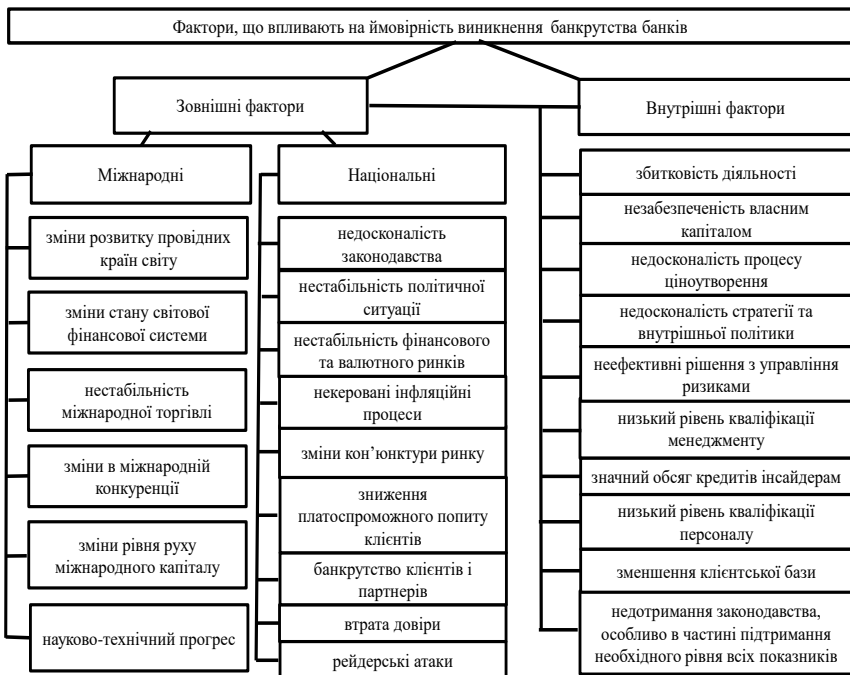 Фактори, що впливають на ймовірність виникнення банкрутства банків
Зовнішні фактори
Внутрішні фактори
Міжнародні
зміни розвитку провідних
країн світу
зміни стану світової
фінансової системи
нестабільність
міжнародної торгівлі
зміни в міжнародній
конкуренції
зміни рівня руху
міжнародного капіталу
науково-технічний прогрес
Національні
недосконалість
законодавства
нестабільність політичної
ситуації
нестабільність фінансового
та валютного ринків
некеровані інфляційні
процеси
зміни кон’юнктури ринку
зниження
платоспроможного попиту
клієнтів
банкрутство клієнтів і
партнерів
втрата довіри
рейдерські атаки
збитковість діяльності
незабезпеченість власним
капіталом
недосконалість процесу
ціноутворення
недосконалість стратегії та
внутрішньої політики
неефективні рішення з управління
ризиками
низький рівень кваліфікації
менеджменту
значний обсяг кредитів інсайдерам
низький рівень кваліфікації
персоналу
зменшення клієнтської бази
недотримання законодавства,
особливо в частині підтримання
необхідного рівня всіх показників